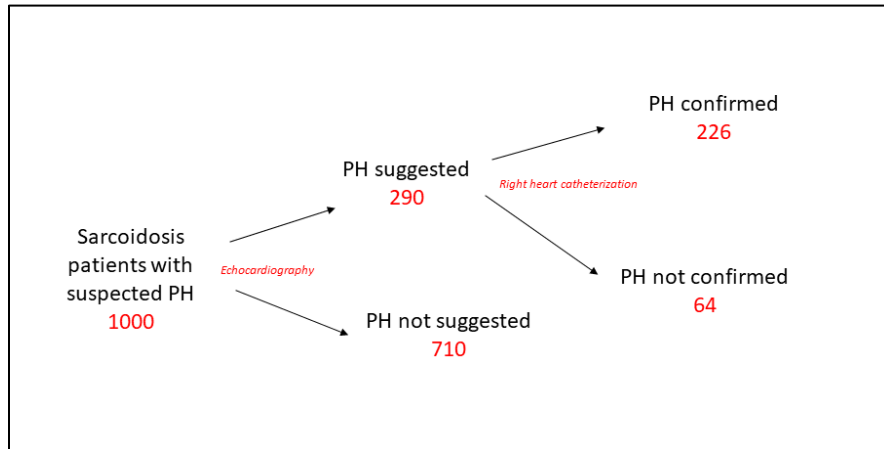 Sarcoidosis
patients with
suspected PH
1000
Echocardiography
PH suggested
290
PH not suggested
710
Right heart catheterization
PH confirmed
226
PH not confirmed
64